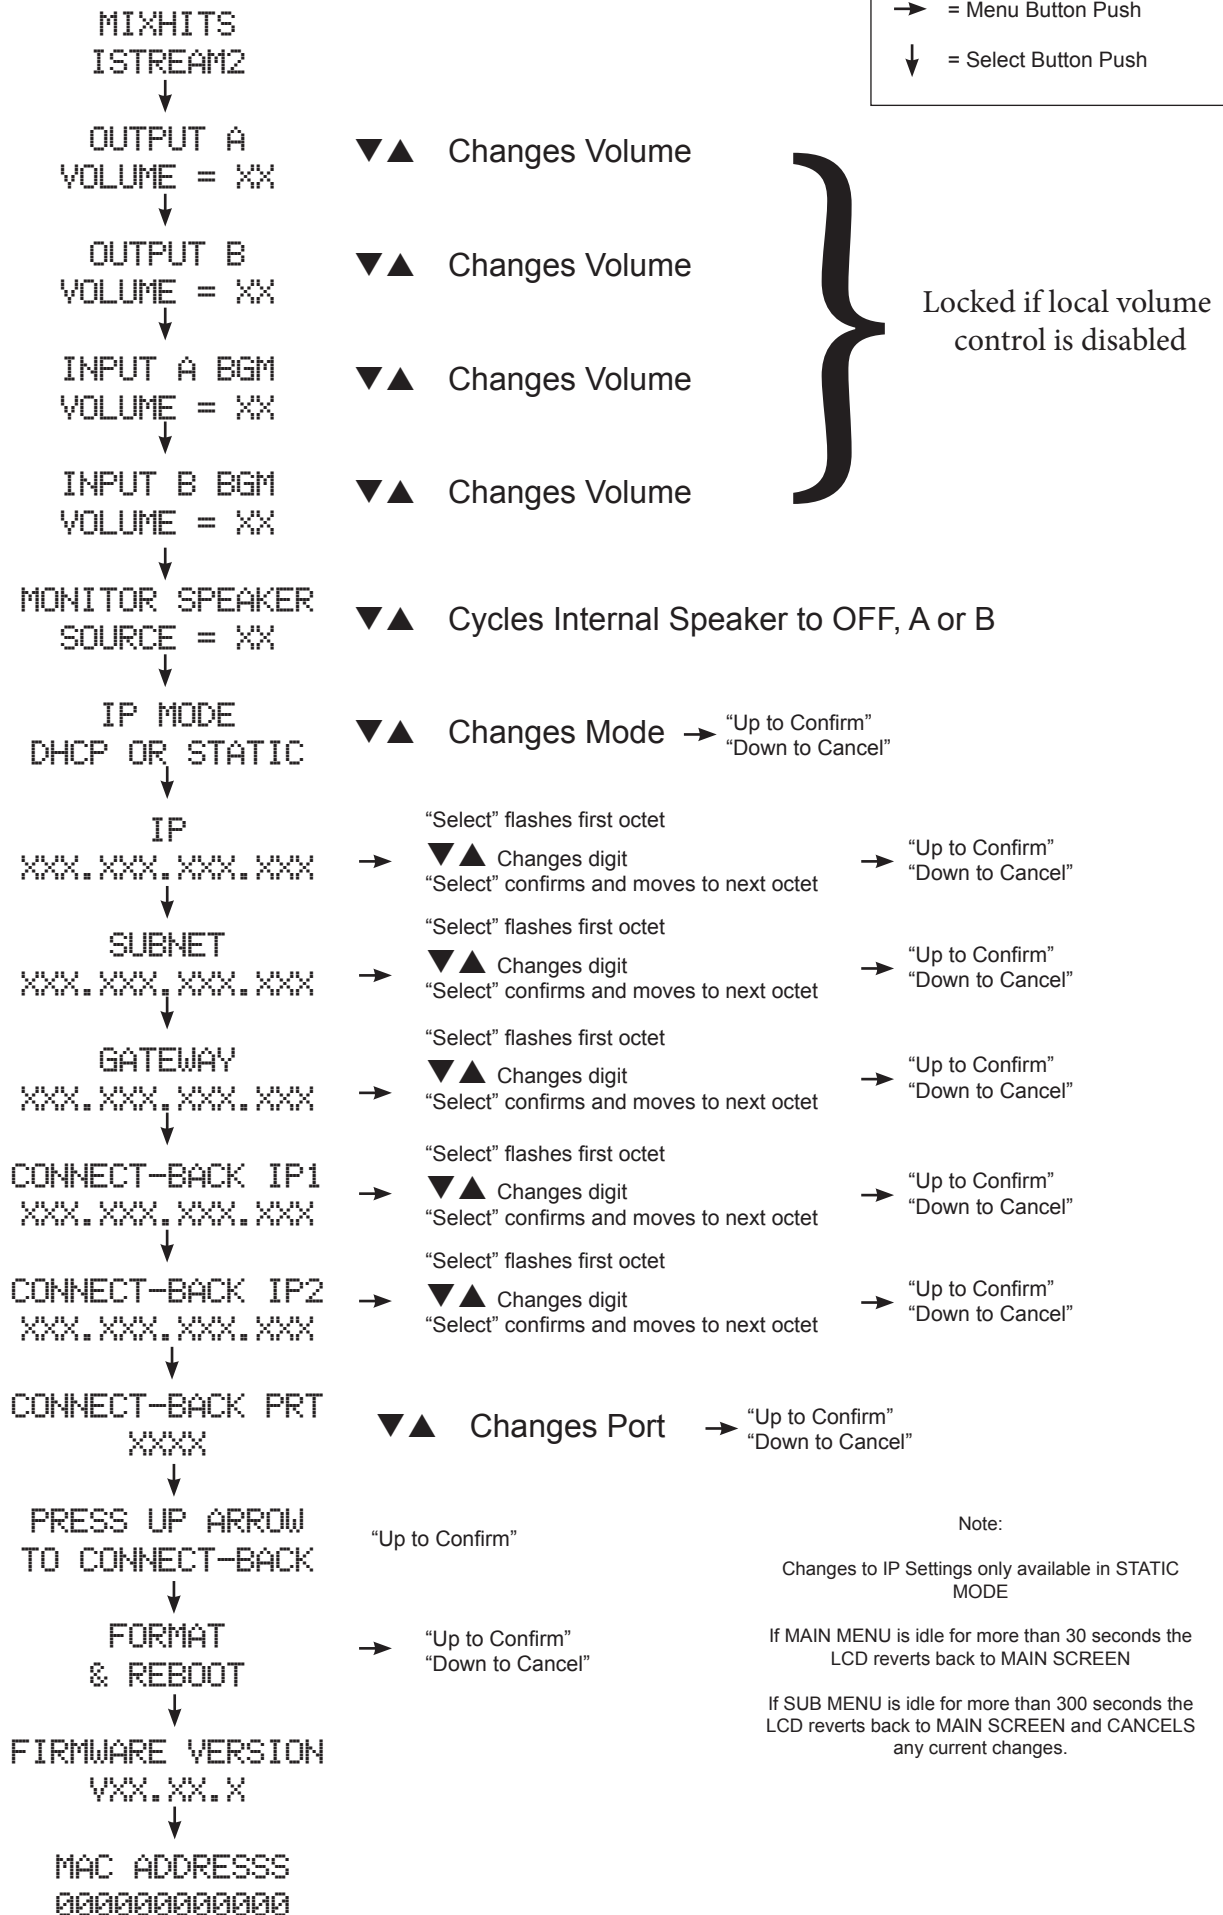 MIXHITS
ISTREAM2
= Menu Button Push
= Select Button Push
OUTPUT A
VOLUME = XX
▼▲ Changes Volume
OUTPUT B
VOLUME = XX
▼▲ Changes Volume
INPUT A BGM
VOLUME = XX
▼▲ Changes Volume
INPUT B BGM
VOLUME = XX
▼▲ Changes Volume
Locked if local volume
control is disabled
MONITOR SPEAKER
SOURCE = XX
▼▲ Cycles Internal Speaker to OFF, A or B
IP MODE
DHCP OR STATIC
▼▲ Changes Mode
“Up to Confirm”
“Down to Cancel”
IP
XXX.XXX.XXX.XXX
“Select” flashes first octet
▼▲ Changes digit
“Select” confirms and moves to next octet
“Up to Confirm”
“Down to Cancel”
SUBNET
XXX.XXX.XXX.XXX
“Select” flashes first octet
▼▲ Changes digit
“Select” confirms and moves to next octet
“Up to Confirm”
“Down to Cancel”
GATEWAY
XXX.XXX.XXX.XXX
“Select” flashes first octet
▼▲ Changes digit
“Select” confirms and moves to next octet
“Up to Confirm”
“Down to Cancel”
CONNECT-BACK IP1
XXX.XXX.XXX.XXX
“Select” flashes first octet
▼▲ Changes digit
“Select” confirms and moves to next octet
“Up to Confirm”
“Down to Cancel”
CONNECT-BACK IP2
XXX.XXX.XXX.XXX
“Select” flashes first octet
▼▲ Changes digit
“Select” confirms and moves to next octet
“Up to Confirm”
“Down to Cancel”
CONNECT-BACK PRT
XXXX
▼▲ Changes Port
“Up to Confirm”
“Down to Cancel”
PRESS UP ARROW
TO CONNECT-BACK
“Up to Confirm”
FORMAT
& REBOOT
“Up to Confirm”
“Down to Cancel”
FIRMWARE VERSION
VXX.XX.X
MAC ADDRESSS
000000000000
Note:
Changes to IP Settings only available in STATIC
MODE
If MAIN MENU is idle for more than 30 seconds the
LCD reverts back to MAIN SCREEN
If SUB MENU is idle for more than 300 seconds the
LCD reverts back to MAIN SCREEN and CANCELS
any current changes.